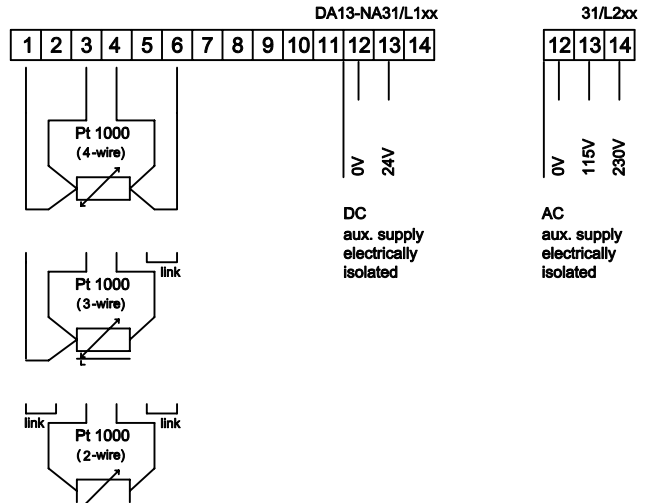 DA13-NA31/L1xx
31/L2xx
1 2 3 4 5 6 7 8 9 10 11 12 13 14
12 13 14
Pt 1000
(4-wire)
0V
24V
0V
115V
230V
DC
aux. supply
electrically
isolated
AC
aux. supply
electrically
isolated
link
Pt 1000
(3-wire)
link
link
Pt 1000
(2-wire)